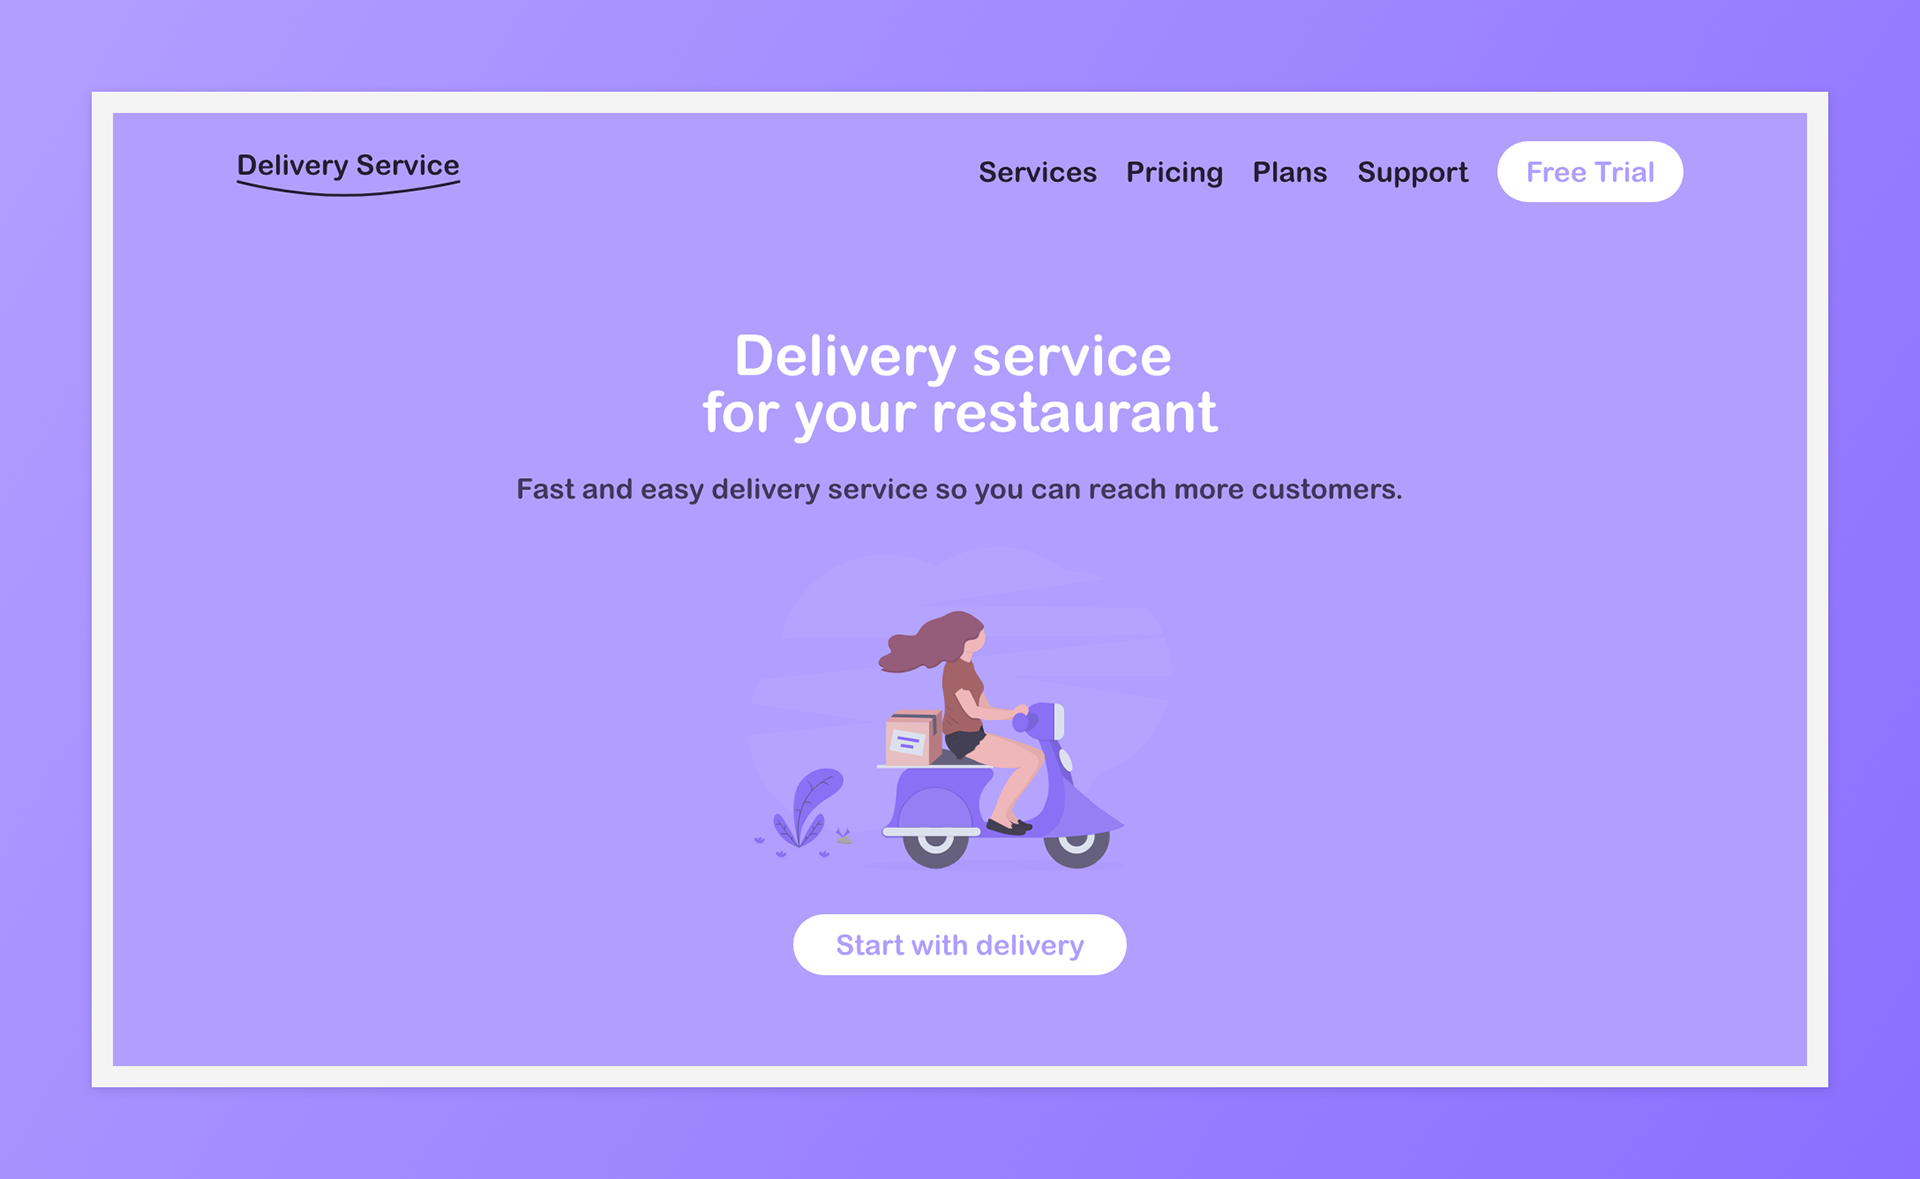 Delivery Service
Services Pricing Plans Support Free Trial
Delivery service
for your restaurant
Fast and easy delivery service so you can reach more customers.
Start with delivery